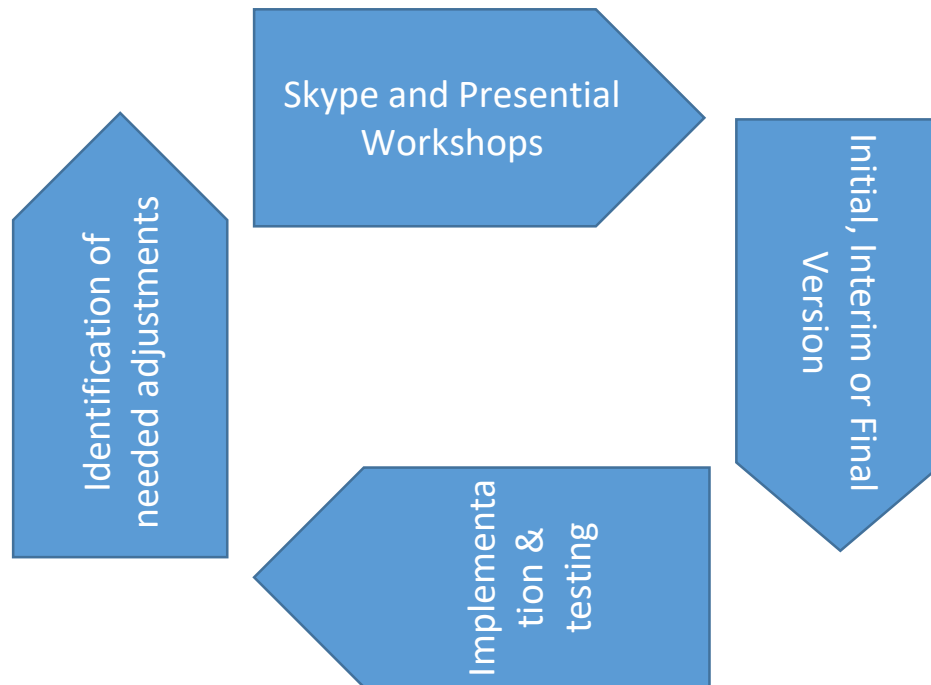 Skype and Presential
Workshops
Initial, Interim or Final
Version
Implementa
tion &
testing
Identification of
needed adjustments